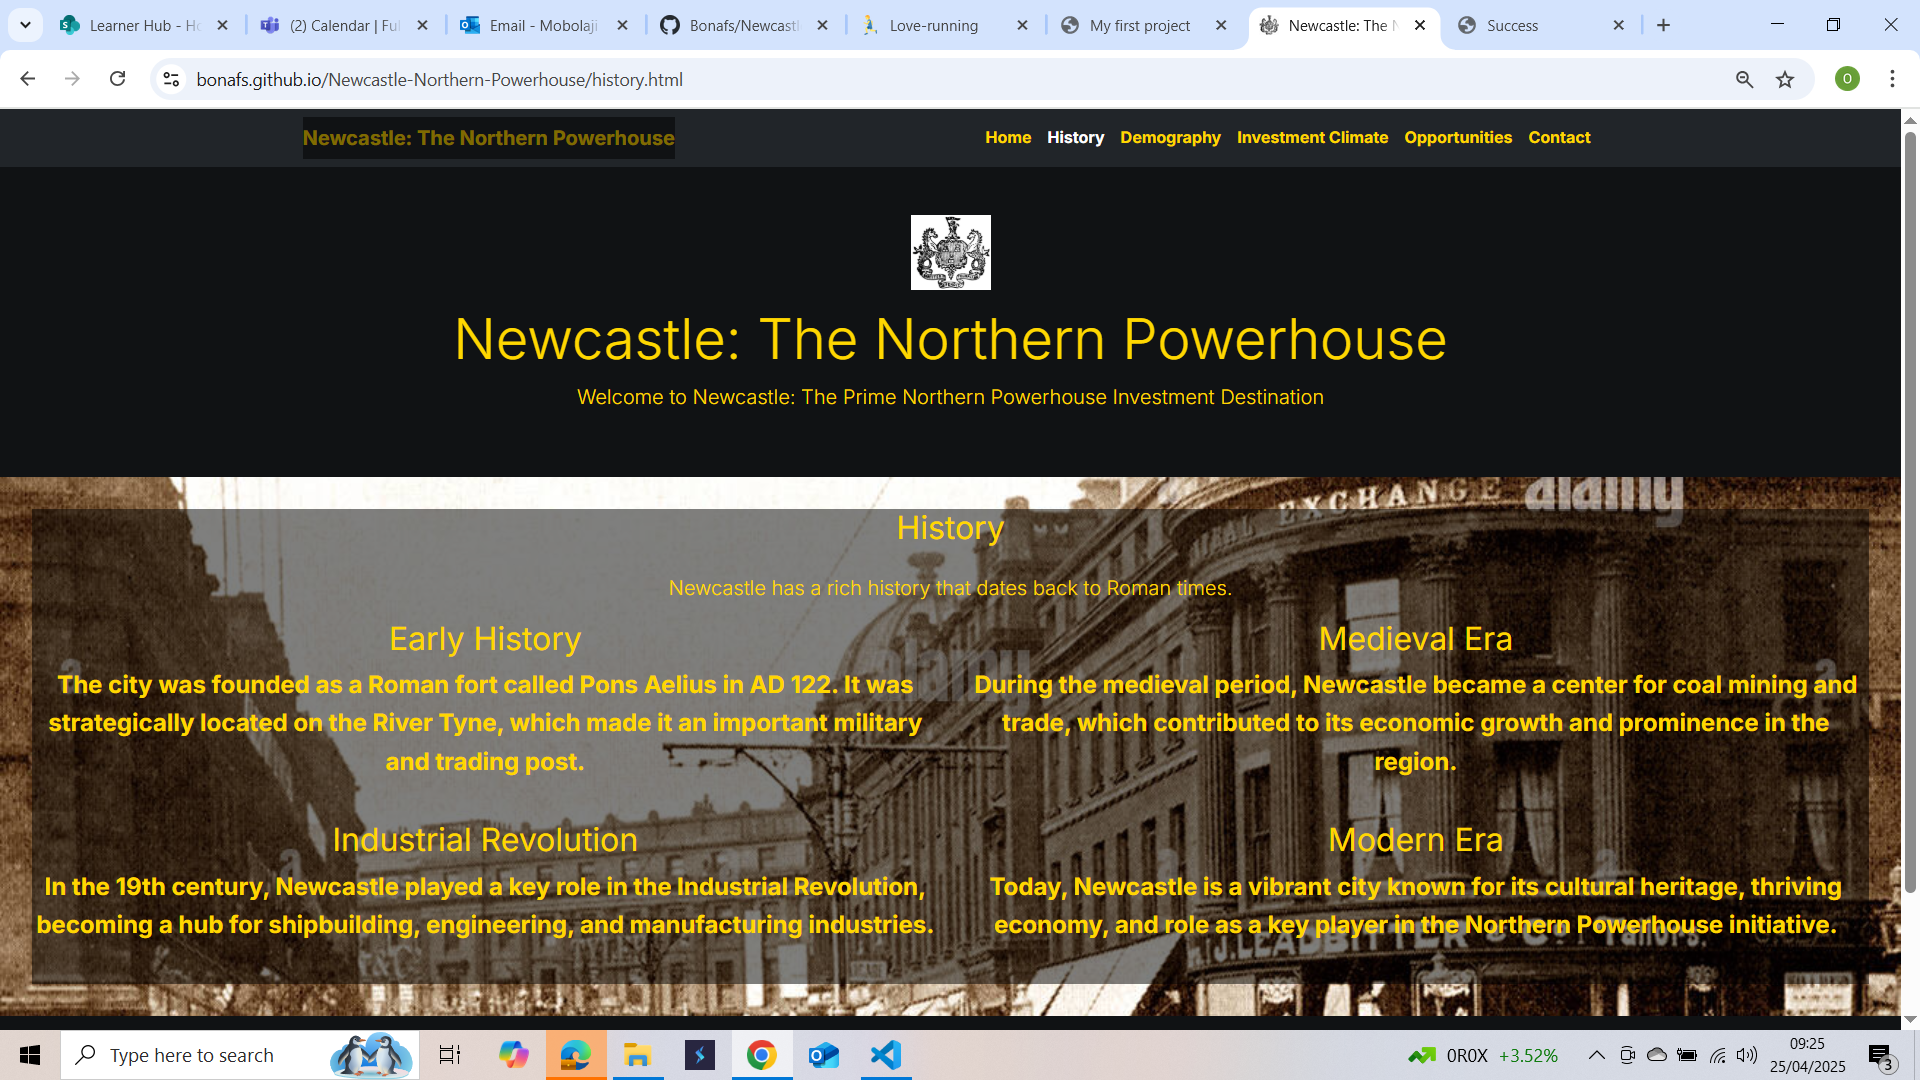 Learner Hub - Ho
(2) Calendar | Ful
Email - Mobolaji
Bonafs/Newcastl
Love-running
My first project
Newcastle: The N
Success
bonafs.github.io/Newcastle-Northern-Powerhouse/history.html
O
Newcastle: The Northern Powerhouse
Home History Demography Investment Climate Opportunities Contact
Newcastle: The Northern Powerhouse
Welcome to Newcastle: The Prime Northern Powerhouse Investment Destination
EXCHANGE
alamy
History
Newcastle has a rich history that dates back to Roman times.
alamy
Early History
The city was founded as a Roman fort called Pons Aelius in AD 122. It was
strategically located on the River Tyne, which made it an important military
and trading post.
Medieval Era
During the medieval period, Newcastle became a center for coal mining and
trade, which contributed to its economic growth and prominence in the
region.
Industrial Revolution
In the 19th century, Newcastle played a key role in the Industrial Revolution,
becoming a hub for shipbuilding, engineering, and manufacturing industries.
Modern Era
Today, Newcastle is a vibrant city known for its cultural heritage, thriving
economy, and role as a key player in the Northern Powerhouse initiative.
Type here to search
0R0X +3.52%
09:25
25/04/2025
3